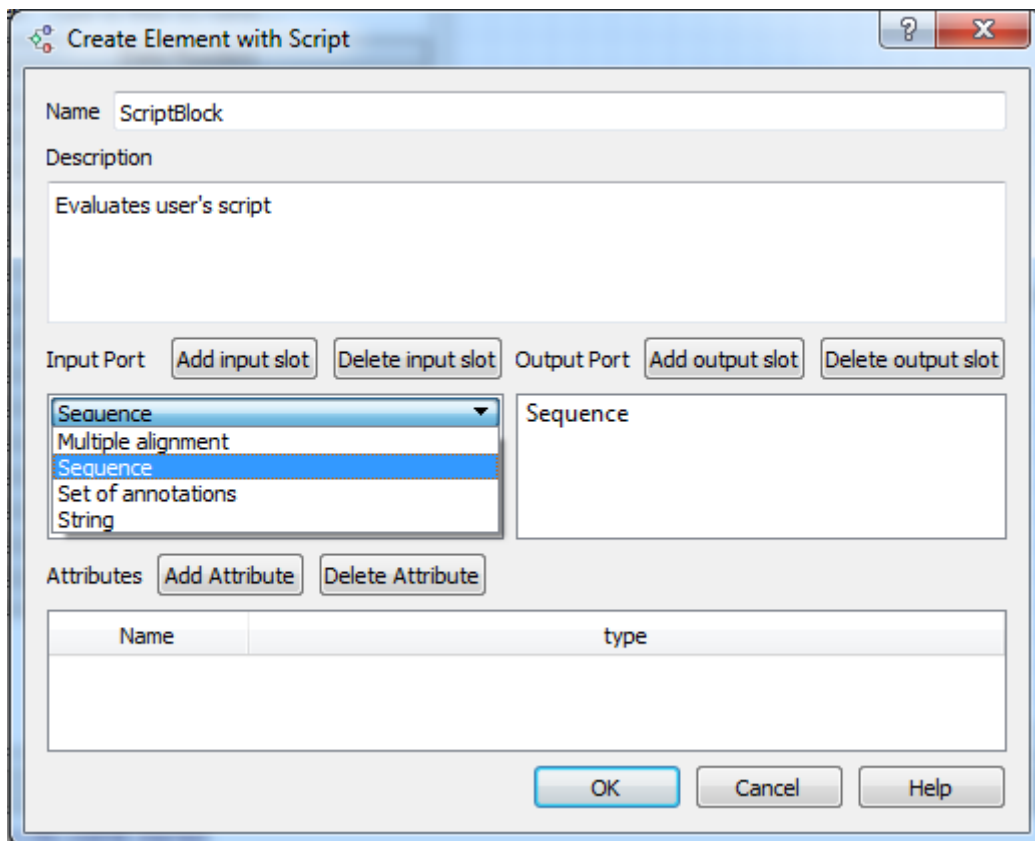 Create Element with Script
Name ScriptBlock
Description
Evaluates user's script
Input Port Add input slot Delete input slot Output Port Add output slot Delete output slot
Sequence Sequence
Multiple alignment
Sequence
Set of annotations
String
Attributes Add Attribute Delete Attribute
Name type
OK Cancel Help